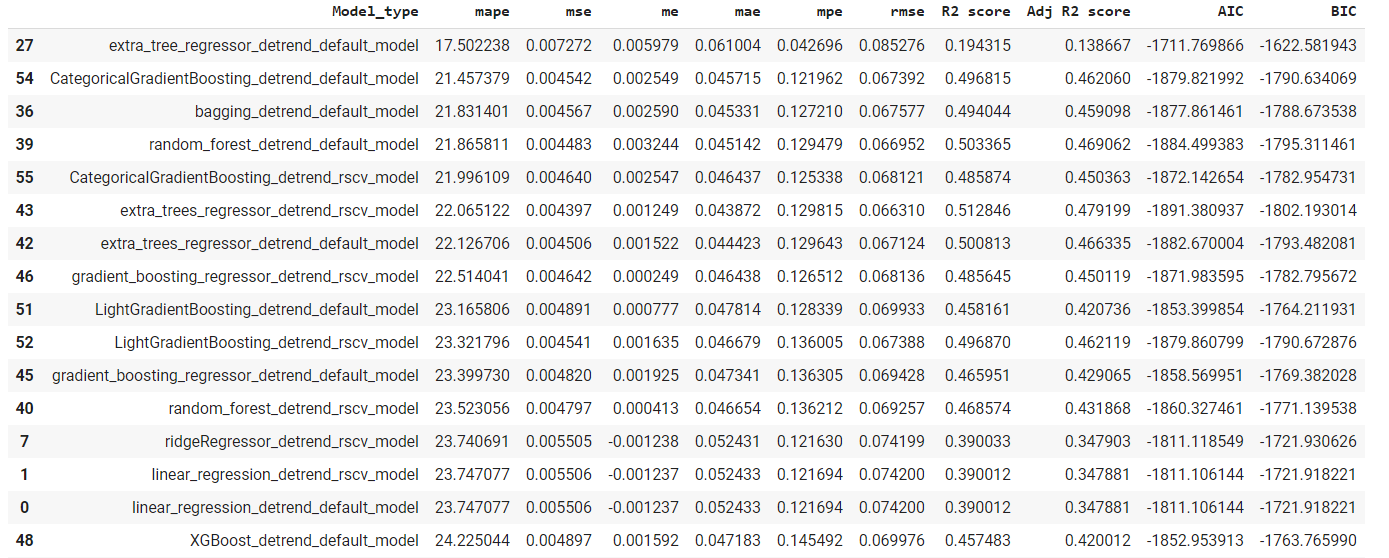 Model_type mape mse me mae mpe rmse R2 score Adj R2 score AIC BIC
27 extra_tree_regressor_detrend_default_model 17.502238 0.007272 0.005979 0.061004 0.042696 0.085276 0.194315 0.138667 -1711.769866 -1622.581943
54 CategoricalGradientBoosting_detrend_default_model 21.457379 0.004542 0.002549 0.045715 0.121962 0.067392 0.496815 0.462060 -1879.821992 -1790.634069
36 bagging_detrend_default_model 21.831401 0.004567 0.002590 0.045331 0.127210 0.067577 0.494044 0.459098 -1877.861461 -1788.673538
39 random_forest_detrend_default_model 21.865811 0.004483 0.003244 0.045142 0.129479 0.066952 0.503365 0.469062 -1884.499383 -1795.311461
55 CategoricalGradientBoosting_detrend_rscv_model 21.996109 0.004640 0.002547 0.046437 0.125338 0.068121 0.485874 0.450363 -1872.142654 -1782.954731
43 extra_trees_regressor_detrend_rscv_model 22.065122 0.004397 0.001249 0.043872 0.129815 0.066310 0.512846 0.479199 -1891.380937 -1802.193014
42 extra_trees_regressor_detrend_default_model 22.126706 0.004506 0.001522 0.044423 0.129643 0.067124 0.500813 0.466335 -1882.670004 -1793.482081
46 gradient_boosting_regressor_detrend_rscv_model 22.514041 0.004642 0.000249 0.046438 0.126512 0.068136 0.485645 0.450119 -1871.983595 -1782.795672
51 LightGradientBoosting_detrend_default_model 23.165806 0.004891 0.000777 0.047814 0.128339 0.069933 0.458161 0.420736 -1853.399854 -1764.211931
52 LightGradientBoosting_detrend_rscv_model 23.321796 0.004541 0.001635 0.046679 0.136005 0.067388 0.496870 0.462119 -1879.860799 -1790.672876
45 gradient_boosting_regressor_detrend_default_model 23.399730 0.004820 0.001925 0.047341 0.136305 0.069428 0.465951 0.429065 -1858.569951 -1769.382028
40 random_forest_detrend_rscv_model 23.523056 0.004797 0.000413 0.046654 0.136212 0.069257 0.468574 0.431868 -1860.327461 -1771.139538
7 ridgeRegressor_detrend_rscv_model 23.740691 0.005505 -0.001238 0.052431 0.121630 0.074199 0.390033 0.347903 -1811.118549 -1721.930626
1 linear_regression_detrend_rscv_model 23.747077 0.005506 -0.001237 0.052433 0.121694 0.074200 0.390012 0.347881 -1811.106144 -1721.918221
0 linear_regression_detrend_default_model 23.747077 0.005506 -0.001237 0.052433 0.121694 0.074200 0.390012 0.347881 -1811.106144 -1721.918221
48 XGBoost_detrend_default_model 24.225044 0.004897 0.001592 0.047183 0.145492 0.069976 0.457483 0.420012 -1852.953913 -1763.765990